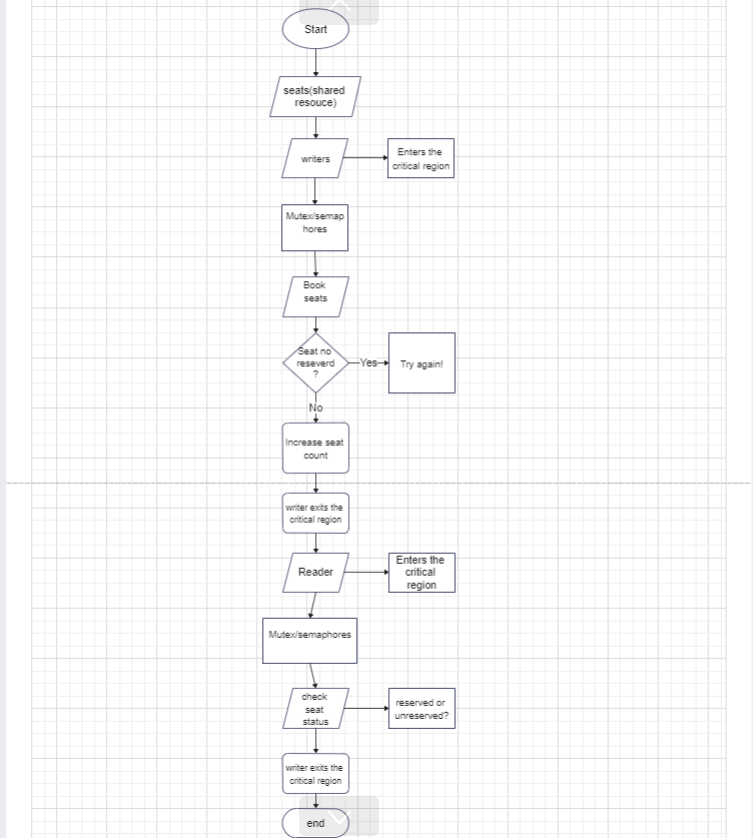 Start
seats(shared
resouce)
writers
Enters the
critical region
Mutex/semap
hores
Book
seats
Seat no
reseverd
?
Yes
Try again!
No
Increase seat
count
writer exits the
critical region
Reader
Enters the
critical
region
Mutex/semaphores
check
seat
status
reserved or
unreserved?
writer exits the
critical region
end